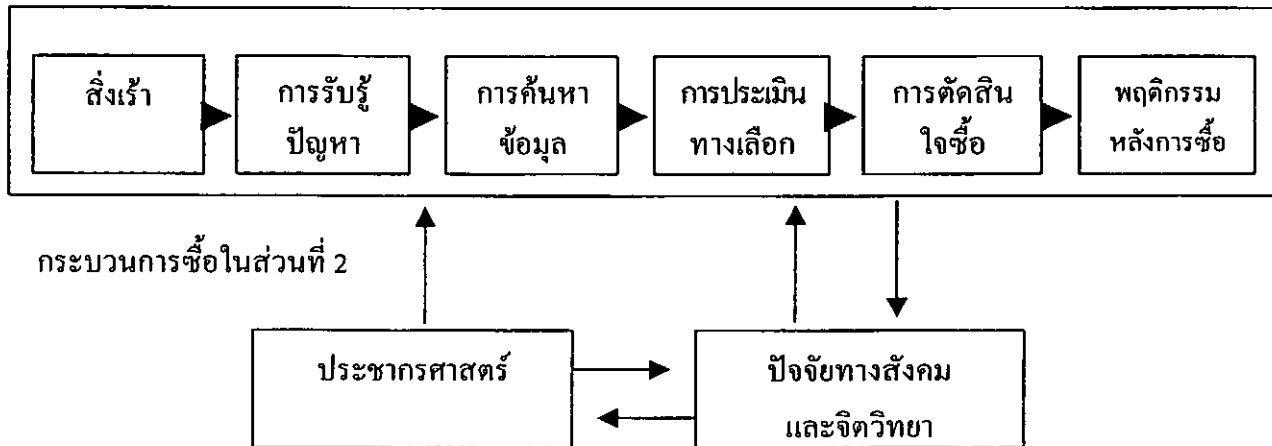 สิ่งเร้า
การรับรู้
ปัญหา
การค้นหา
ข้อมูล
การประเมิน
ทางเลือก
การตัดสิน
ใจซื้อ
พฤติกรรม
หลังการซื้อ
กระบวนการซื้อในส่วนที่ 2
ประชากรศาสตร์
ปัจจัยทางสังคม
และจิตวิทยา